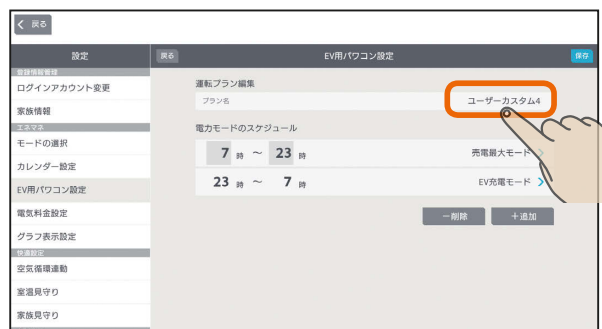 戻る
設定
戻る
EV用パワコン設定
保存
登録情報管理
ログインアカウント変更
家族情報
エネマネ
モードの選択
カレンダー設定
EV用パワコン設定
電気料金設定
グラフ表示設定
快適設定
空気循環連動
室温見守り
家族見守り
運転プラン編集
プラン名 ユーザーカスタム4
電力モードのスケジュール
7 時 ~ 23 時 売電最大モード
23 時 ~ 7 時 EV充電モード
－削除 ＋追加